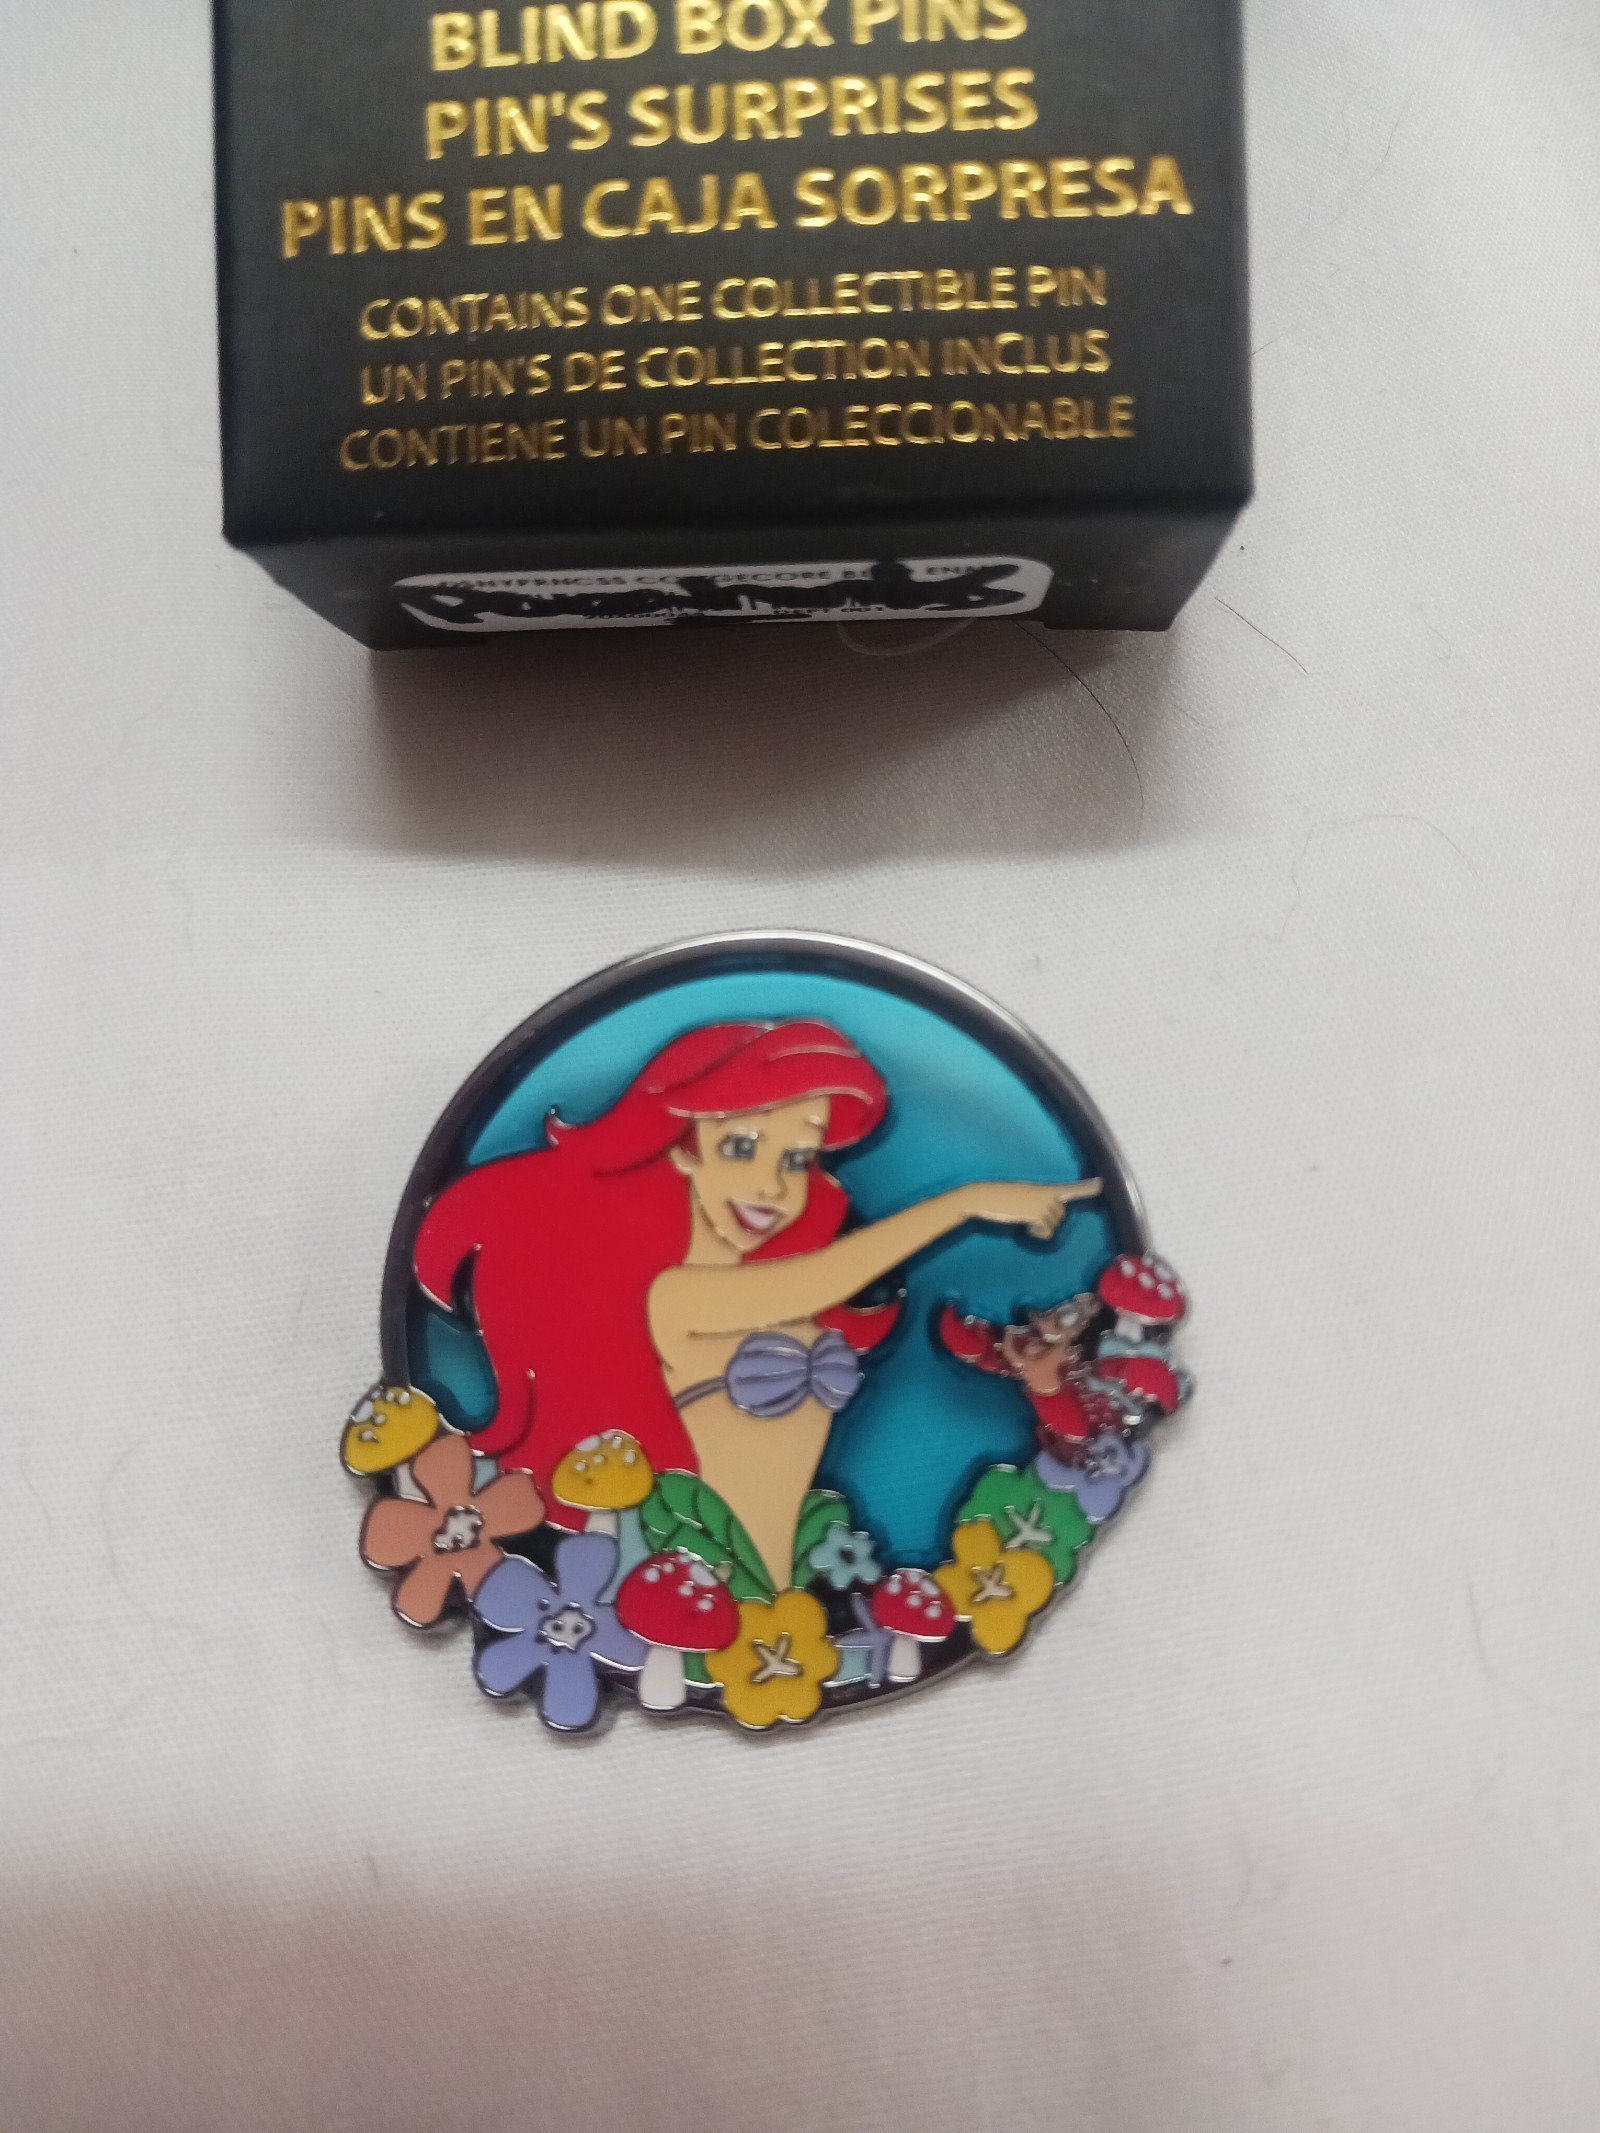 BLIND BOX PINS
PIN'S SURPRISES
PINS EN CAJA SORPRESA
CONTAINS ONE COLLECTIBLE PIN
UN PIN'S DE COLLECTION INCLUS
CONTIENE UN PIN COLECCIONABLE